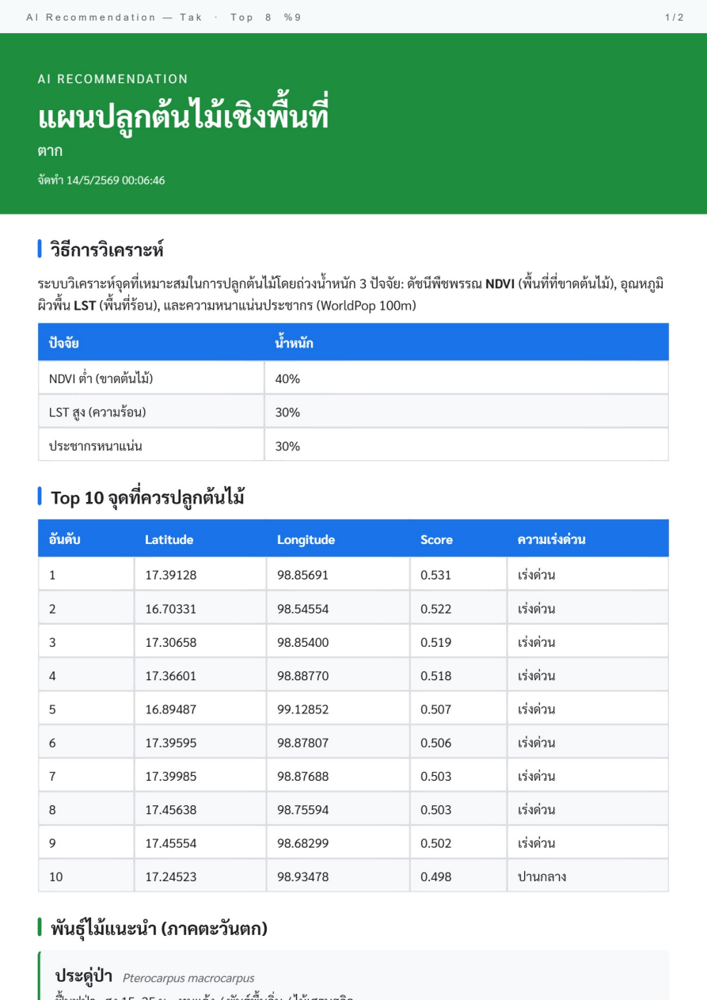 AI Recommendation — Tak · Top 8 %9
1/2
AI RECOMMENDATION
แผนปลูกต้นไม้เชิงพื้นที่
ตาก
จัดทำ 14/5/2569 00:06:46
วิธีการวิเคราะห์
ระบบวิเคราะห์จุดที่เหมาะสมในการปลูกต้นไม้โดยถ่วงน้ำหนัก 3 ปัจจัย: ดัชนีพืชพรรณ NDVI (พื้นที่ที่ขาดต้นไม้), อุณหภูมิ
ผิวพื้น LST (พื้นที่ร้อน), และความหนาแน่นประชากร (WorldPop 100m)
ปัจจัย น้ำหนัก
NDVI ต่ำ (ขาดต้นไม้) 40%
LST สูง (ความร้อน) 30%
ประชากรหนาแน่น 30%
Top 10 จุดที่ควรปลูกต้นไม้
อันดับ Latitude Longitude Score ความเร่งด่วน
1 17.39128 98.85691 0.531 เร่งด่วน
2 16.70331 98.54554 0.522 เร่งด่วน
3 17.30658 98.85400 0.519 เร่งด่วน
4 17.36601 98.88770 0.518 เร่งด่วน
5 16.89487 99.12852 0.507 เร่งด่วน
6 17.39595 98.87807 0.506 เร่งด่วน
7 17.39985 98.87688 0.503 เร่งด่วน
8 17.45638 98.75594 0.503 เร่งด่วน
9 17.45554 98.68299 0.502 เร่งด่วน
10 17.24523 98.93478 0.498 ปานกลาง
พันธุ์ไม้แนะนำ (ภาคตะวันตก)
ประดู่ป่า Pterocarpus macrocarpus